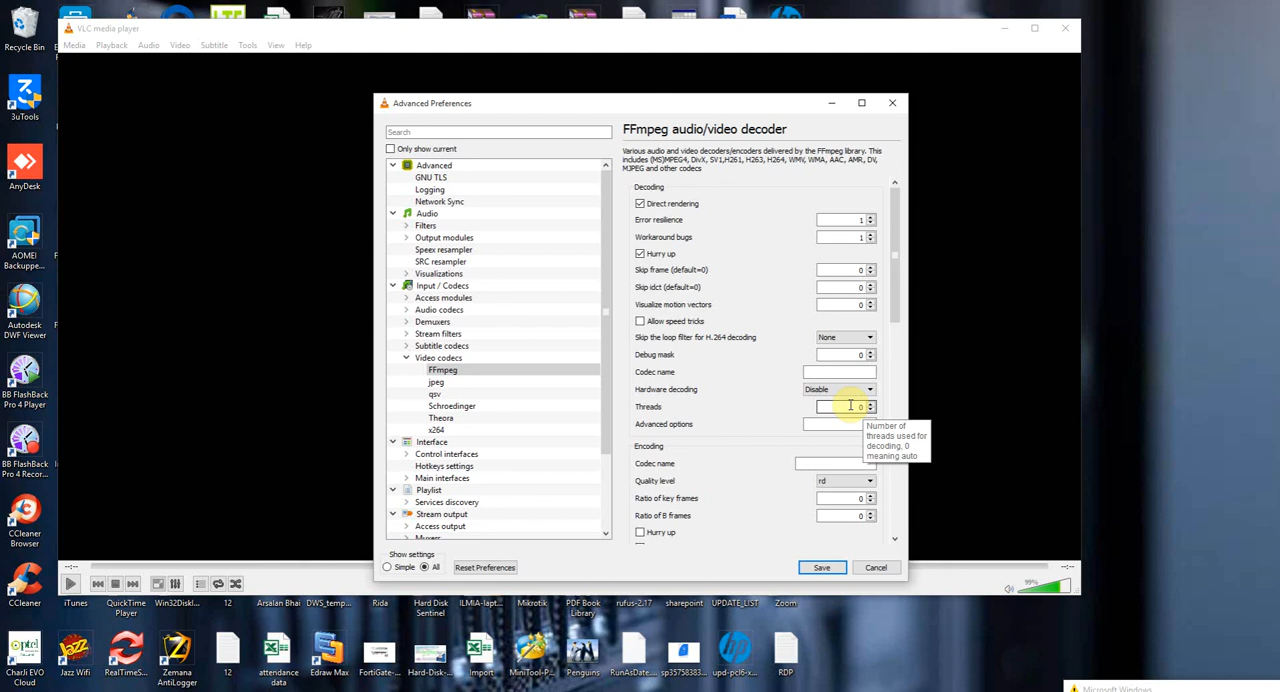 VLC media player
Media Playback Audio Video Subtitle Tools View Help
Recycle Bin
3uTools
AnyDesk
AOMEI
Backuppe...
Autodesk
DWF Viewer
BB FlashBack
Pro 4 Player
BB FlashBack
Pro 4 Recor...
CCleaner
Browser
CCleaner
CharJi EVO
Cloud
Advanced Preferences
Search
Only show current
Advanced
GNU TLS
Logging
Network Sync
Audio
Filters
Output modules
Speex resampler
SRC resampler
Visualizations
Input / Codecs
Access modules
Audio codecs
Demuxers
Stream filters
Subtitle codecs
Video codecs
FFmpeg
jpeg
qsv
Schroedinger
Theora
x264
Interface
Control interfaces
Hotkeys settings
Main interfaces
Playlist
Services discovery
Stream output
Access output
Muxers
Show settings
Simple All Reset Preferences
FFmpeg audio/video decoder
Various audio and video decoders/encoders delivered by the FFmpeg library. This
includes (MS)MPEG4, DivX, SV1,H261, H263, H264, WMV, WMA, AAC, AMR, DV,
MJPEG and other codecs
Decoding
Direct rendering
Error resilience 1
Workaround bugs 1
Hurry up
Skip frame (default=0) 0
Skip idct (default=0) 0
Visualize motion vectors 0
Allow speed tricks
Skip the loop filter for H.264 decoding None
Debug mask 0
Codec name
Hardware decoding Disable
Threads 0
Advanced options
Number of
threads used for
decoding, 0
meaning auto
Encoding
Codec name
Quality level rd
Ratio of key frames 0
Ratio of B frames 0
Hurry up
Save Cancel
--:-- --:--
99%
iTunes QuickTime Player Win32Diskl... 12 Arsalan Bhai DWS_temp... Rida Hard Disk Sentinel ILMIA-lapt... Mikrotik PDF Book Library rufus-2.17 sharepoint UPDATE_LIST Zoom
Jazz Wifi RealTimeS... Zemana AntiLogger 12 attendance data Edraw Max FortiGate-... Hard-Disk-... Import MiniTool-P... Penguins RunAsDate... sp35758383... upd-pcl6-x... RDP
Microsoft Windows